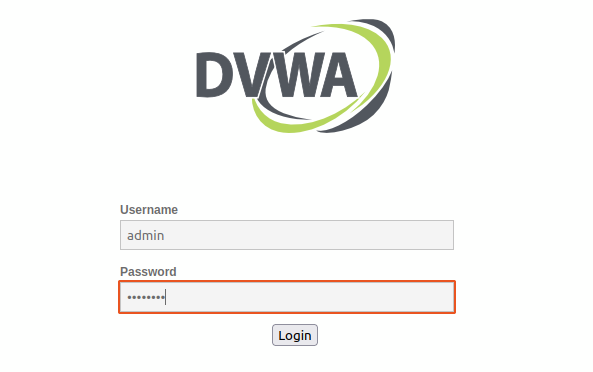 DVWA
Username
admin
Password
••••••••
Login